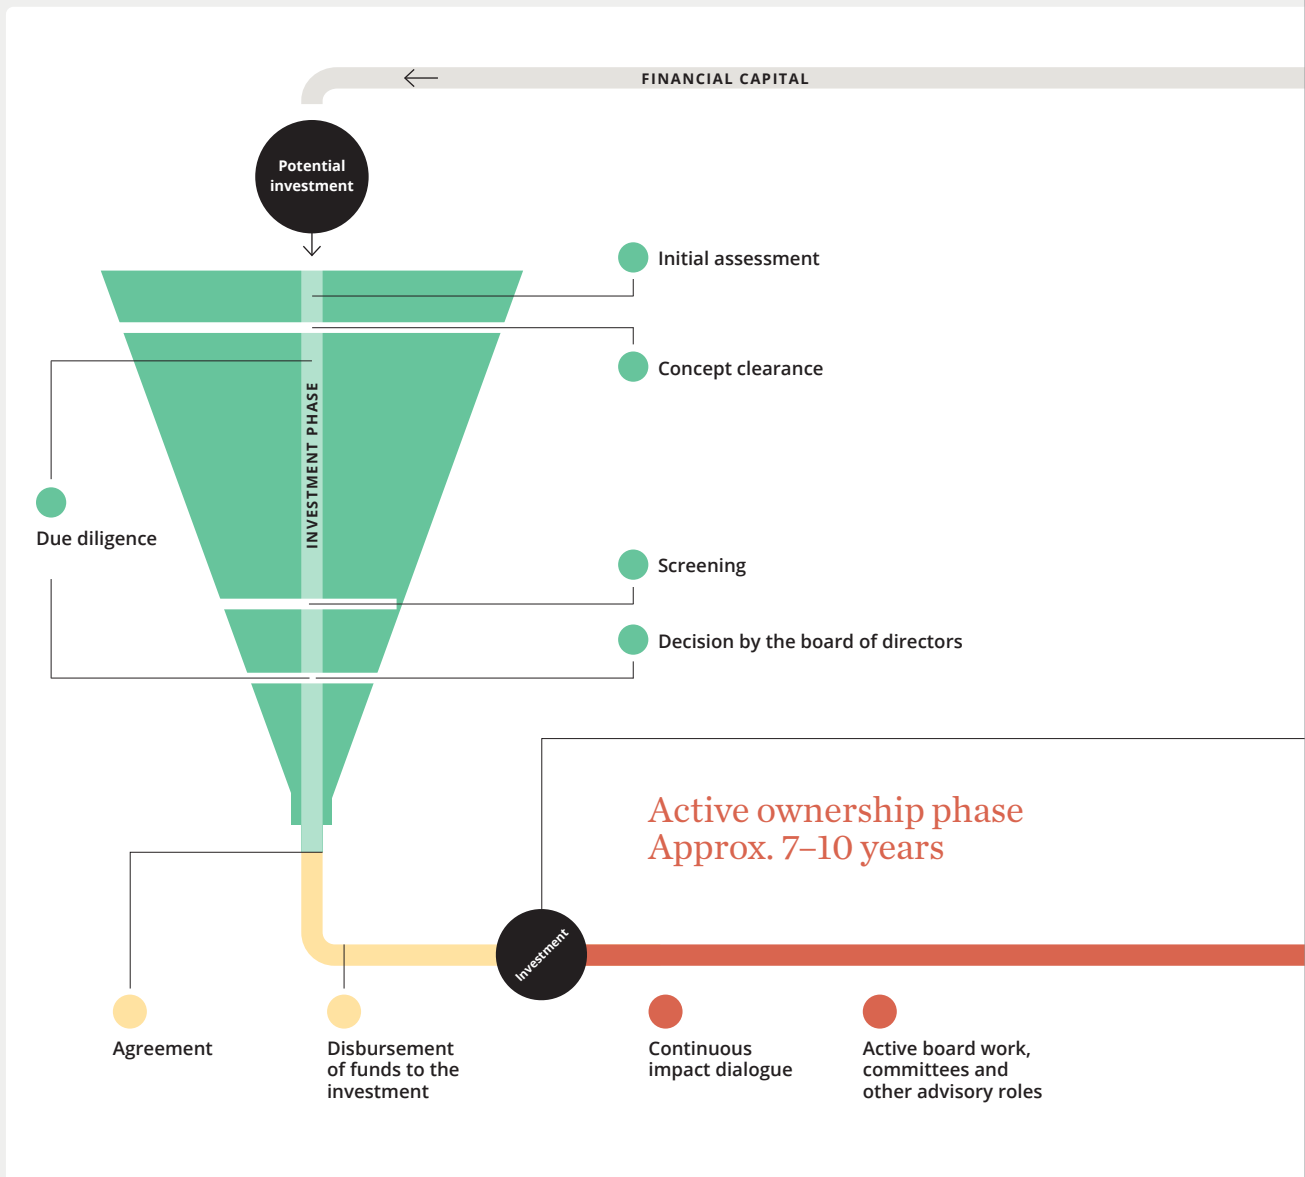 FINANCIAL CAPITAL
Potential
investment
Initial assessment
Concept clearance
INVESTMENT PHASE
Due diligence
Screening
Decision by the board of directors
Active ownership phase
Approx. 7–10 years
Investment
Agreement
Disbursement
of funds to the
investment
Continuous
impact dialogue
Active board work,
committees and
other advisory roles